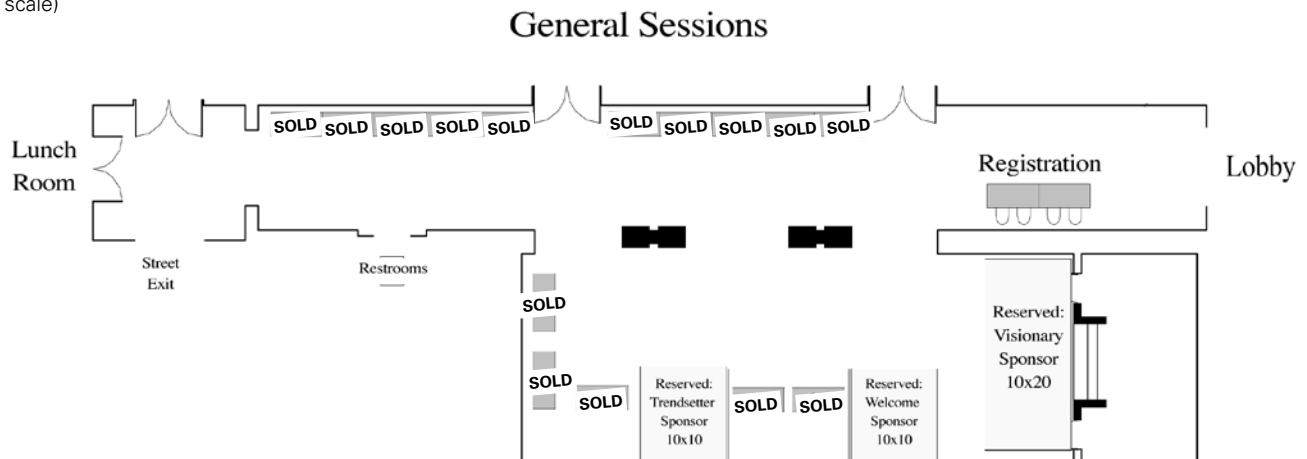 scale)
General Sessions
SOLD SOLD SOLD SOLD SOLD
SOLD SOLD SOLD SOLD SOLD
Lunch
Room
Registration
Lobby
Street
Exit
Restrooms
SOLD
SOLD
SOLD
Reserved:
Trendsetter
Sponsor
10x10
SOLD
SOLD
Reserved:
Welcome
Sponsor
10x10
Reserved:
Visionary
Sponsor
10x20